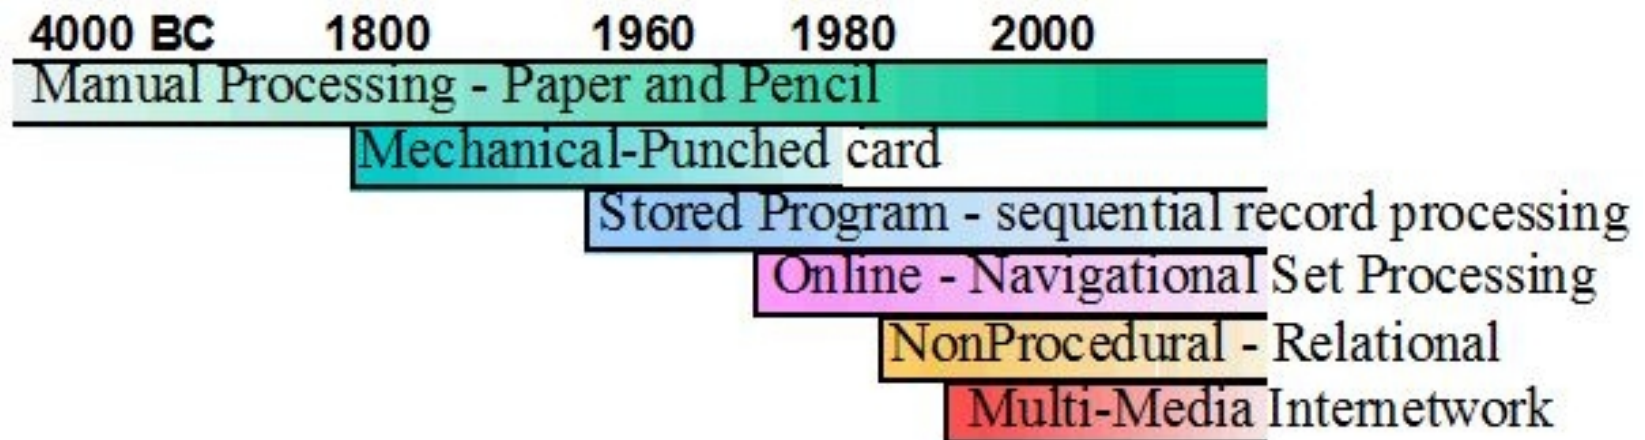 4000 BC 1800 1960 1980 2000
Manual Processing - Paper and Pencil
Mechanical-Punched card
Stored Program - sequential record processing
Online - Navigational Set Processing
NonProcedural - Relational
Multi-Media Internetwork